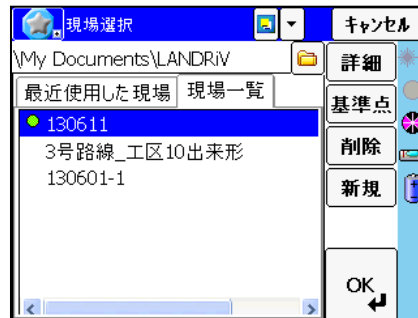 現場選択
キャンセル
\My Documents\LANDRiV
詳細
最近使用した現場 現場一覧
基準点
130611
削除
3号路線_工区10出来形
130601-1
新規
OK